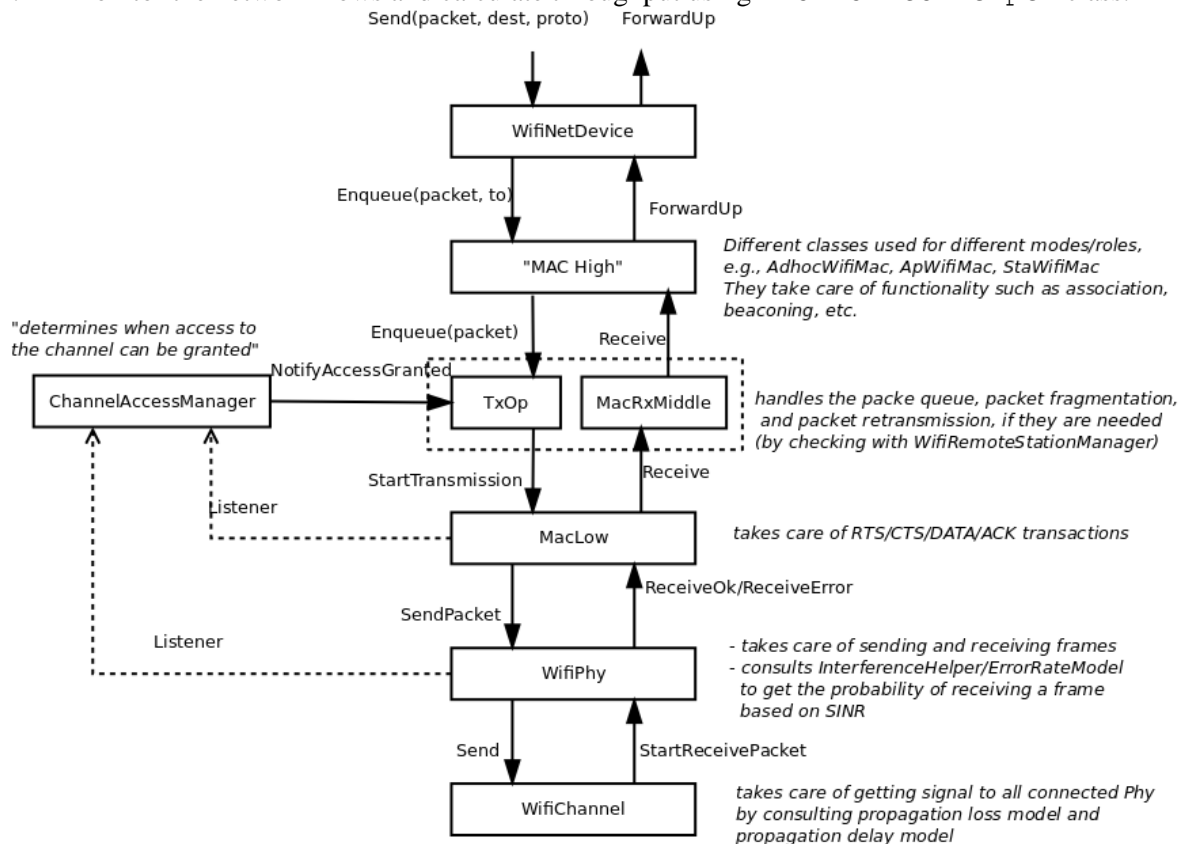 Send(packet, dest, proto)
ForwardUp
WifiNetDevice
Enqueue(packet, to)
ForwardUp
"MAC High"
Different classes used for different modes/roles,
e.g., AdhocWifiMac, ApWifiMac, StaWifiMac
They take care of functionality such as association,
beaconing, etc.
Enqueue(packet)
Receive
"determines when access to
the channel can be granted"
NotifyAccessGranted
ChannelAccessManager
TxOp
MacRxMiddle
handles the packe queue, packet fragmentation,
and packet retransmission, if they are needed
(by checking with WifiRemoteStationManager)
StartTransmission
Receive
Listener
MacLow
takes care of RTS/CTS/DATA/ACK transactions
ReceiveOk/ReceiveError
SendPacket
Listener
WifiPhy
- takes care of sending and receiving frames
- consults InterferenceHelper/ErrorRateModel
to get the probability of receiving a frame
based on SINR
Send
StartReceivePacket
WifiChannel
takes care of getting signal to all connected Phy
by consulting propagation loss model and
propagation delay model